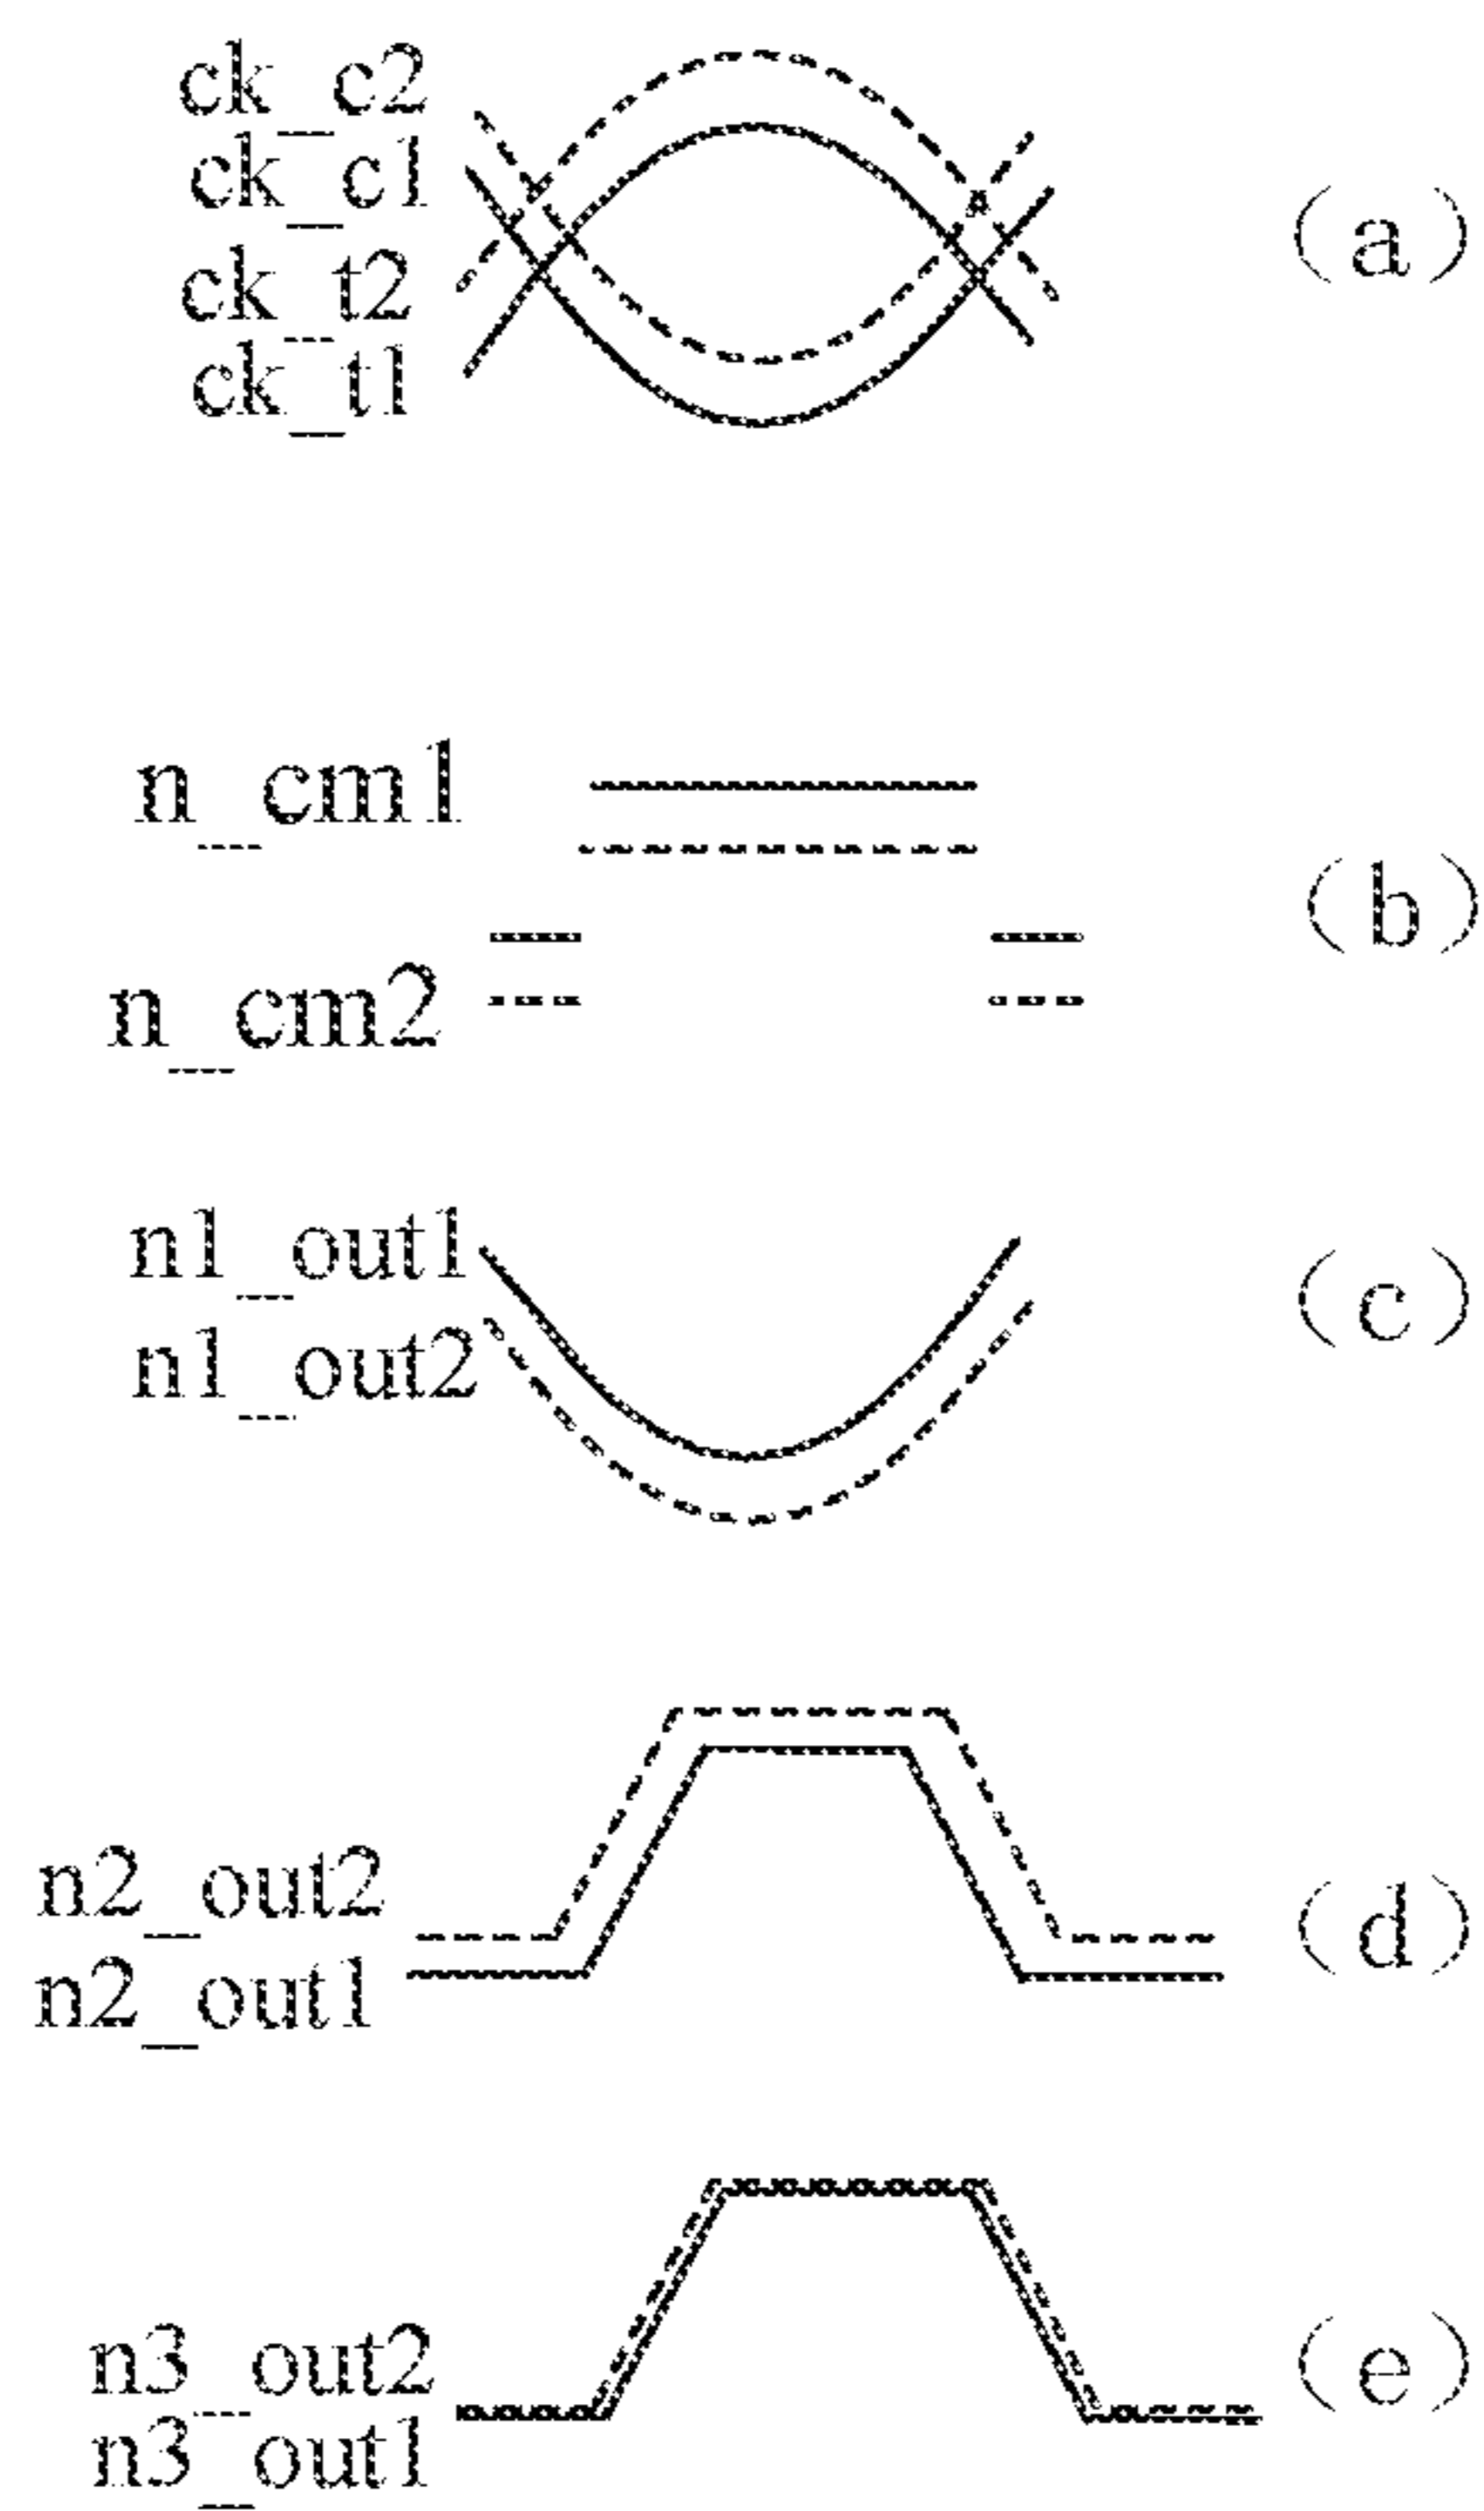 ck_c2
ck_c1
ck_t2
ck_t1
(a)
n_cm1
(b)
n_cm2
n1_out1
(c)
n1_out2
n2_out2
(d)
n2_out1
n3_out2
(e)
n3_out1